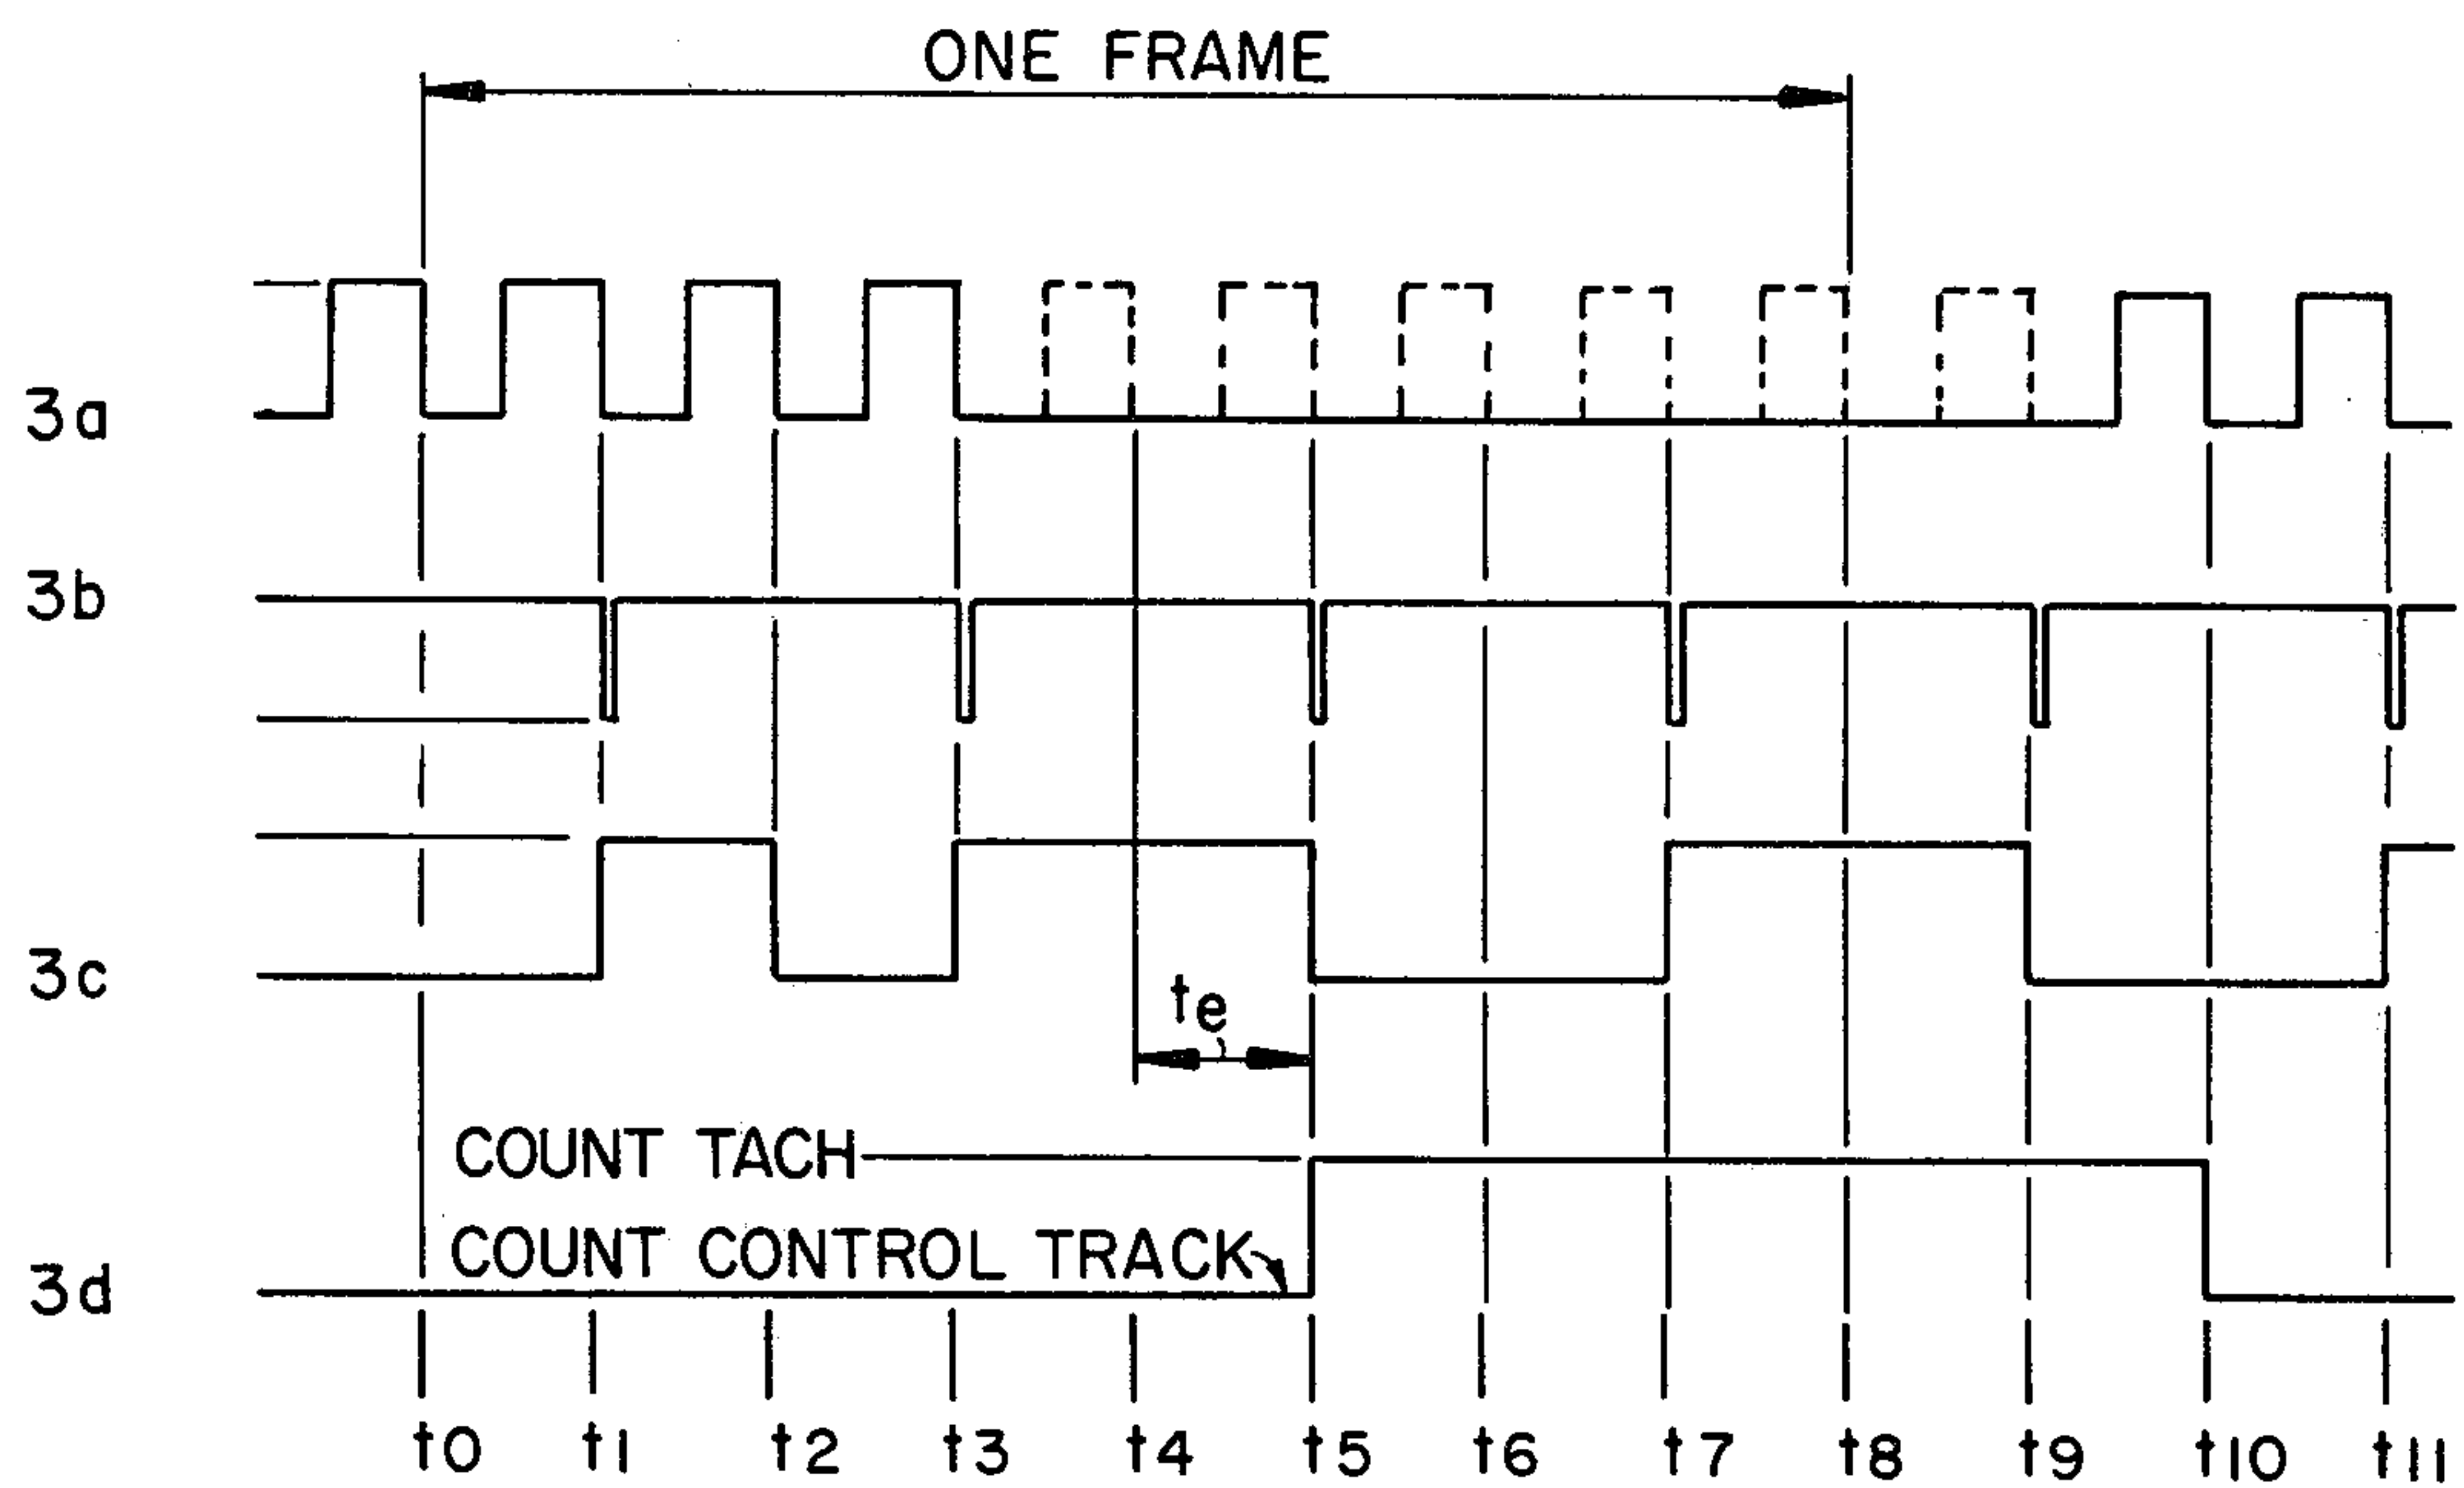 ONE FRAME
3a
3b
3c
te
COUNT TACH
COUNT CONTROL TRACK
3d
t0 t1 t2 t3 t4 t5 t6 t7 t8 t9 t10 t11